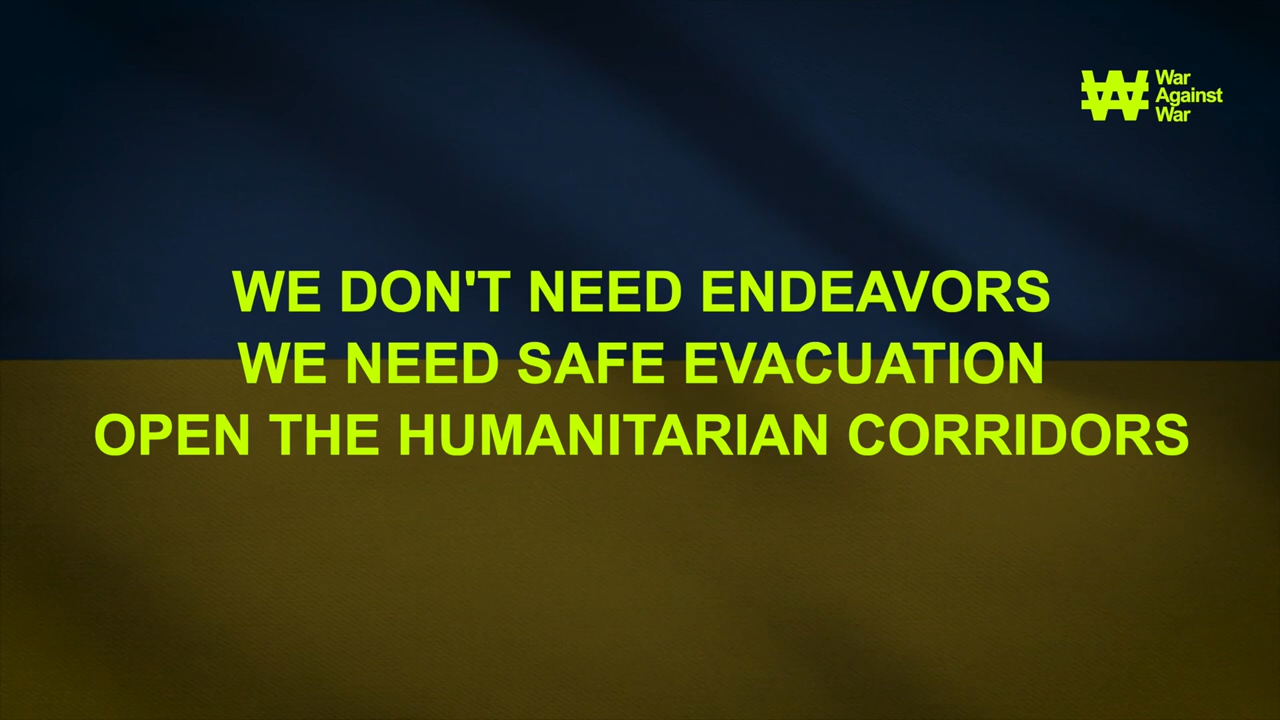 War
Against
War
WE DON'T NEED ENDEAVORS
WE NEED SAFE EVACUATION
OPEN THE HUMANITARIAN CORRIDORS